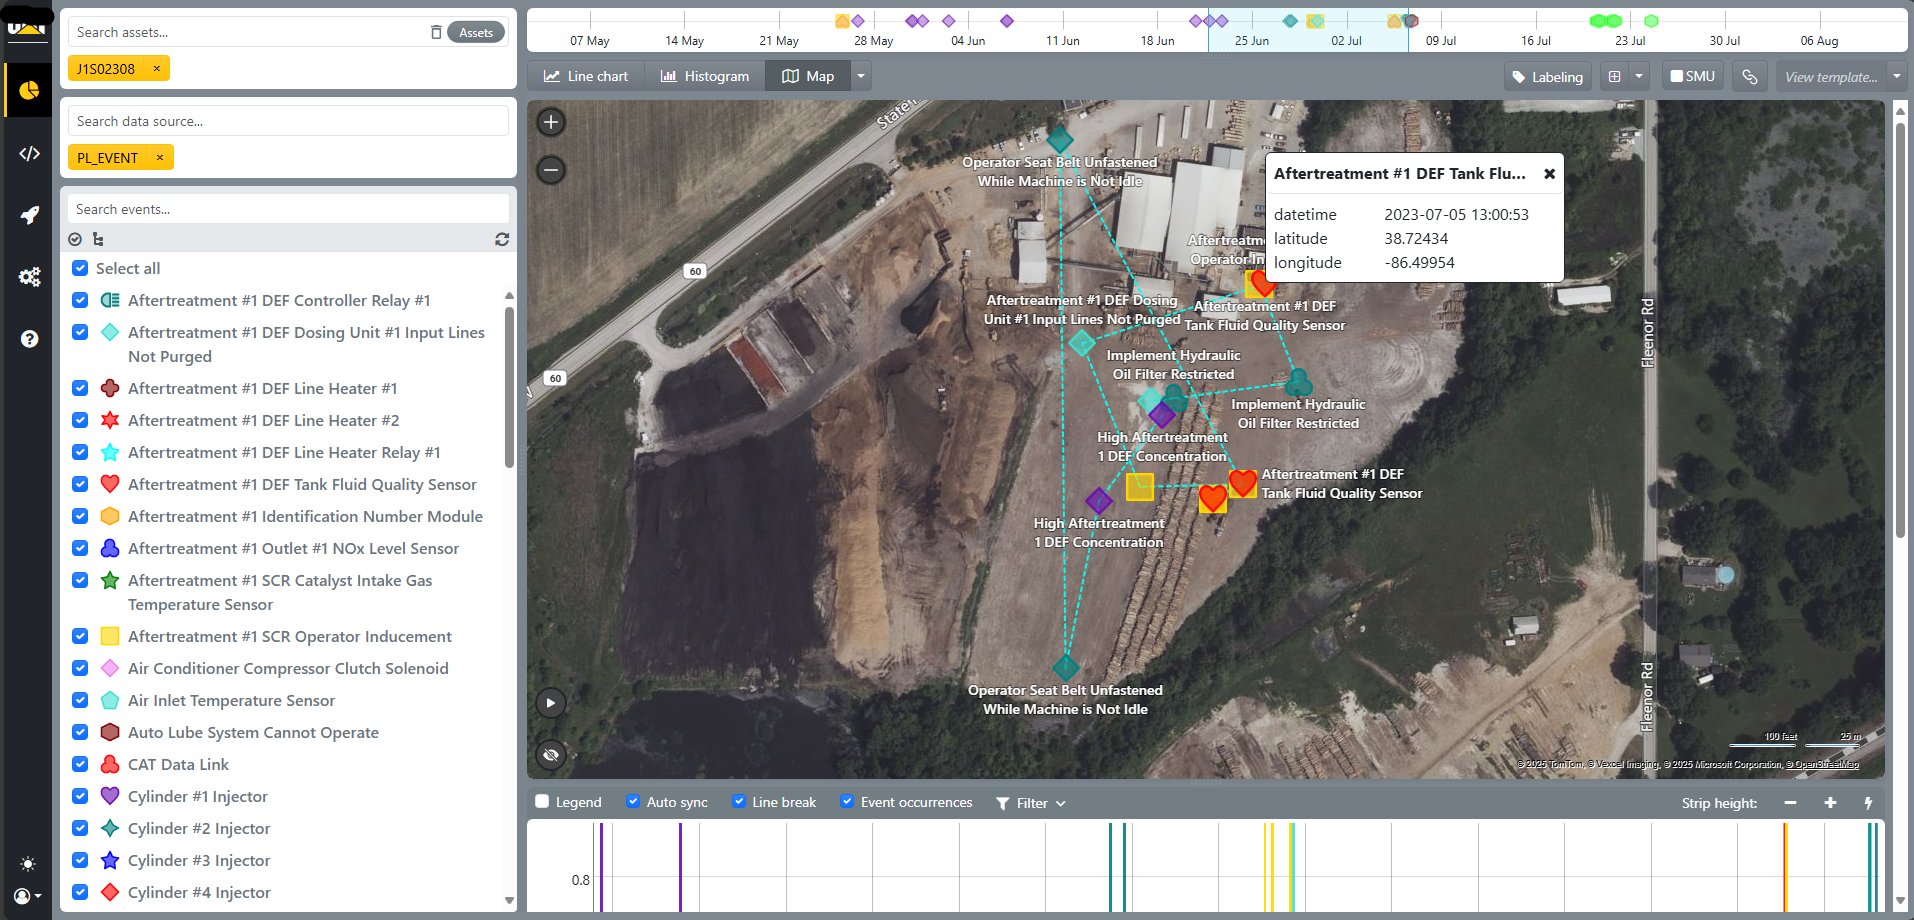 Search assets...
Assets
J1S02308 ×
Search data source...
PL_EVENT ×
Search events...
Select all
Aftertreatment #1 DEF Controller Relay #1
Aftertreatment #1 DEF Dosing Unit #1 Input Lines
Not Purged
Aftertreatment #1 DEF Line Heater #1
Aftertreatment #1 DEF Line Heater #2
Aftertreatment #1 DEF Line Heater Relay #1
Aftertreatment #1 DEF Tank Fluid Quality Sensor
Aftertreatment #1 Identification Number Module
Aftertreatment #1 Outlet #1 NOx Level Sensor
Aftertreatment #1 SCR Catalyst Intake Gas
Temperature Sensor
Aftertreatment #1 SCR Operator Inducement
Air Conditioner Compressor Clutch Solenoid
Air Inlet Temperature Sensor
Auto Lube System Cannot Operate
CAT Data Link
Cylinder #1 Injector
Cylinder #2 Injector
Cylinder #3 Injector
Cylinder #4 Injector
07 May 14 May 21 May 28 May 04 Jun 11 Jun 18 Jun 25 Jun 02 Jul 09 Jul 16 Jul 23 Jul 30 Jul 06 Aug
Line chart Histogram Map
Labeling SMU View template...
60
60
Operator Seat Belt Unfastened
While Machine is Not Idle
Aftertreatment #1 DEF Tank Flu...
datetime 2023-07-05 13:00:53
latitude 38.72434
longitude -86.49954
Aftertreatment #1 DEF Dosing
Unit #1 Input Lines Not Purged
Aftertreatment #1 DEF
Tank Fluid Quality Sensor
Implement Hydraulic
Oil Filter Restricted
Implement Hydraulic
Oil Filter Restricted
High Aftertreatment
1 DEF Concentration
Aftertreatment #1 DEF
Tank Fluid Quality Sensor
High Aftertreatment
1 DEF Concentration
Operator Seat Belt Unfastened
While Machine is Not Idle
Fleenor Rd
Fleenor Rd
100 feet 25 m
© 2025 TomTom, © Vexcel Imaging, © 2025 Microsoft Corporation, © OpenStreetMap
Legend Auto sync Line break Event occurrences Filter
Strip height:
0.8